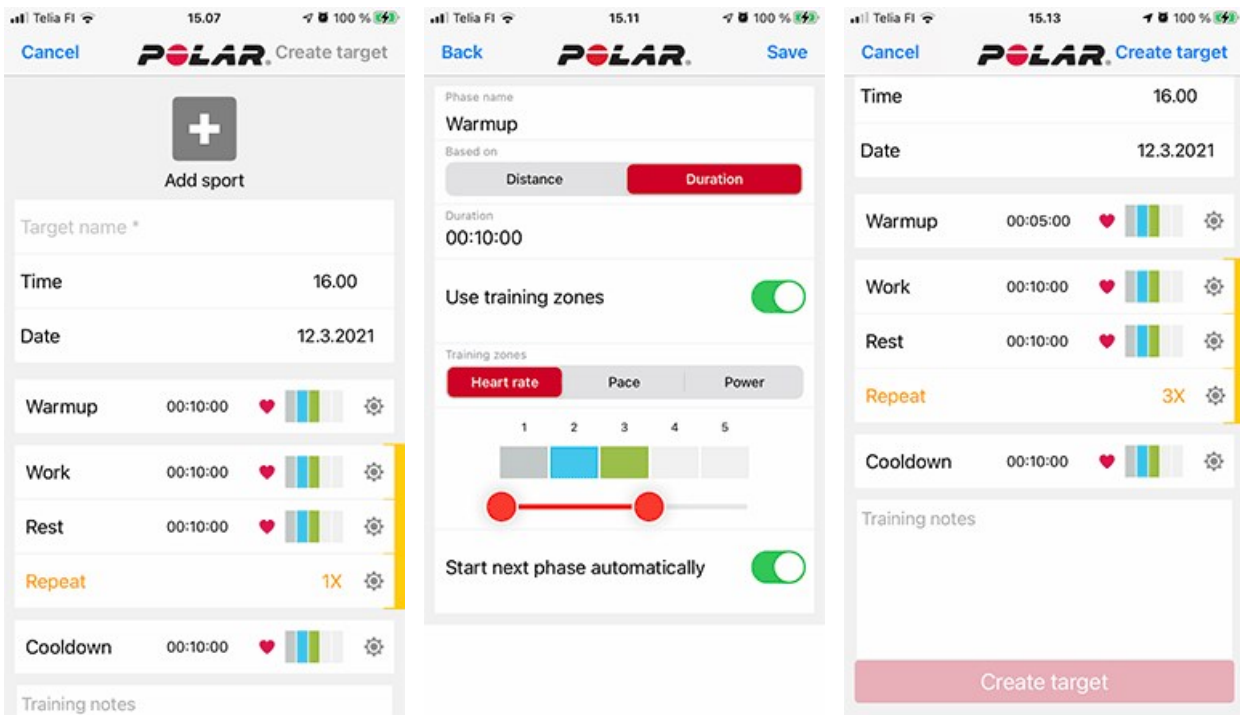 Telia FI 15.07 100 %
Cancel POLAR. Create target
Add sport
Target name *
Time 16.00
Date 12.3.2021
Warmup 00:10:00
Work 00:10:00
Rest 00:10:00
Repeat 1X
Cooldown 00:10:00
Training notes
Telia FI 15.11 100 %
Back POLAR. Save
Phase name
Warmup
Based on
Distance Duration
Duration
00:10:00
Use training zones
Training zones
Heart rate Pace Power
1 2 3 4 5
Start next phase automatically
Telia FI 15.13 100 %
Cancel POLAR. Create target
Time 16.00
Date 12.3.2021
Warmup 00:05:00
Work 00:10:00
Rest 00:10:00
Repeat 3X
Cooldown 00:10:00
Training notes
Create target